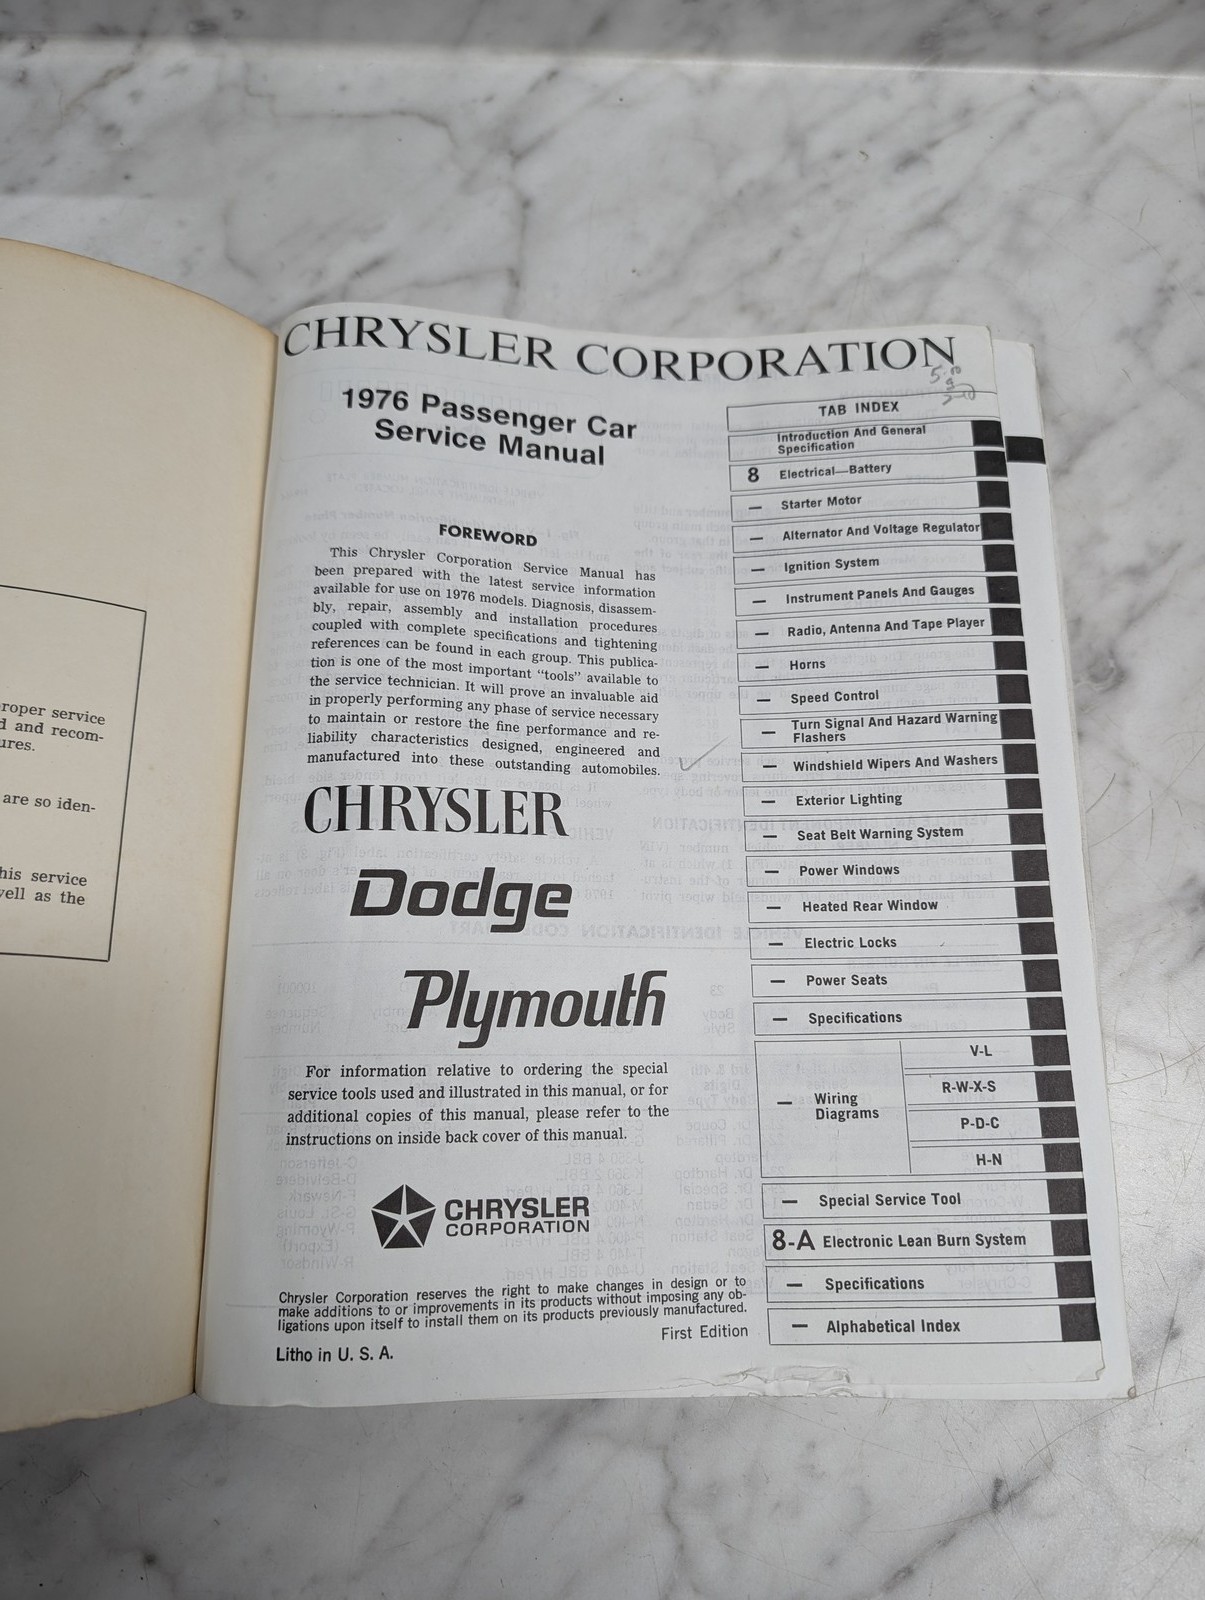 roper service
d and recom-
ures.
are so iden-
his service
well as the
CHRYSLER CORPORATION
1976 Passenger Car
Service Manual
FOREWORD
This Chrysler Corporation Service Manual has
been prepared with the latest service information
available for use on 1976 models. Diagnosis, disassem-
bly, repair, assembly and installation procedures
coupled with complete specifications and tightening
references can be found in each group. This publica-
tion is one of the most important “tools” available to
the service technician. It will prove an invaluable aid
in properly performing any phase of service necessary
to maintain or restore the fine performance and re-
liability characteristics designed, engineered and
manufactured into these outstanding automobiles.
CHRYSLER
Dodge
Plymouth
For information relative to ordering the special
service tools used and illustrated in this manual, or for
additional copies of this manual, please refer to the
instructions on inside back cover of this manual.
CHRYSLER
CORPORATION
Chrysler Corporation reserves the right to make changes in design or to
make additions to or improvements in its products without imposing any ob-
ligations upon itself to install them on its products previously manufactured.
First Edition
Litho in U. S. A.
TAB INDEX
Introduction And General
Specification
8 Electrical—Battery
— Starter Motor
— Alternator And Voltage Regulator
— Ignition System
— Instrument Panels And Gauges
— Radio, Antenna And Tape Player
— Horns
— Speed Control
— Turn Signal And Hazard Warning
Flashers
— Windshield Wipers And Washers
— Exterior Lighting
— Seat Belt Warning System
— Power Windows
— Heated Rear Window
— Electric Locks
— Power Seats
— Specifications
— Wiring
Diagrams
V-L
R-W-X-S
P-D-C
H-N
— Special Service Tool
8-A Electronic Lean Burn System
— Specifications
— Alphabetical Index